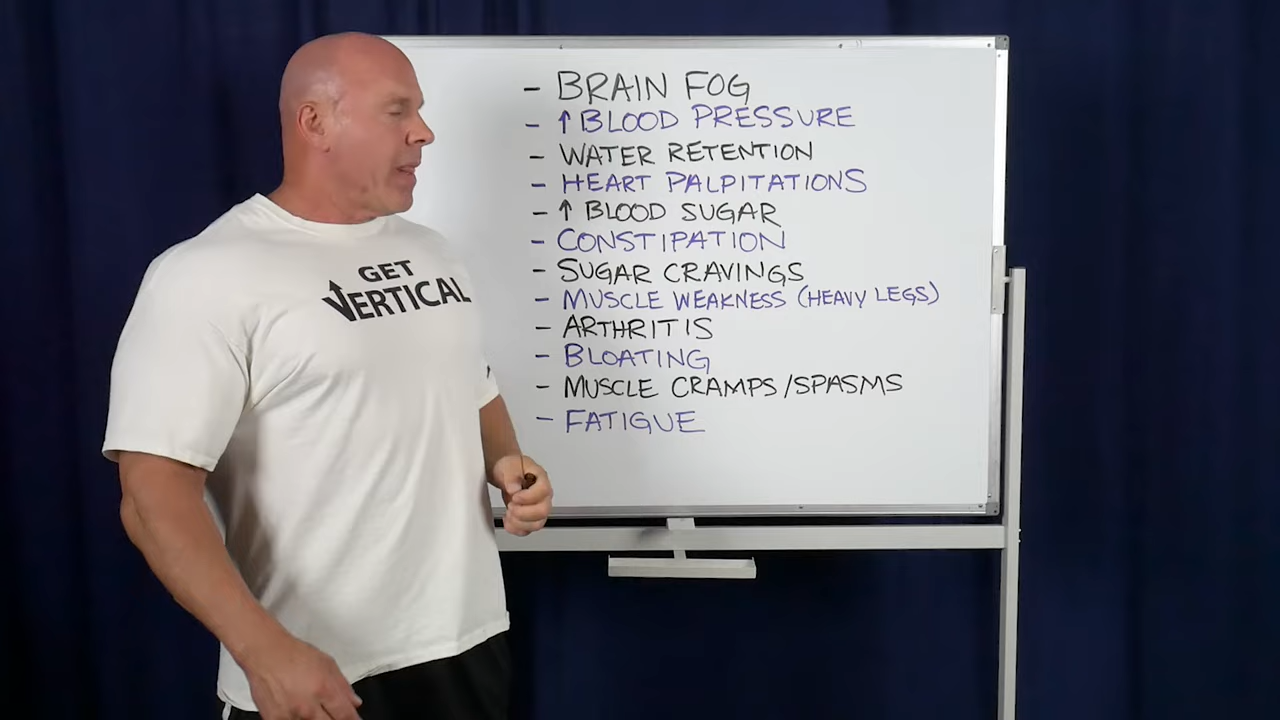 GET
VERTICAL
- BRAIN FOG
- ↑ BLOOD PRESSURE
- WATER RETENTION
- HEART PALPITATIONS
- ↑ BLOOD SUGAR
- CONSTIPATION
- SUGAR CRAVINGS
- MUSCLE WEAKNESS (HEAVY LEGS)
- ARTHRITIS
- BLOATING
- MUSCLE CRAMPS/SPASMS
- FATIGUE